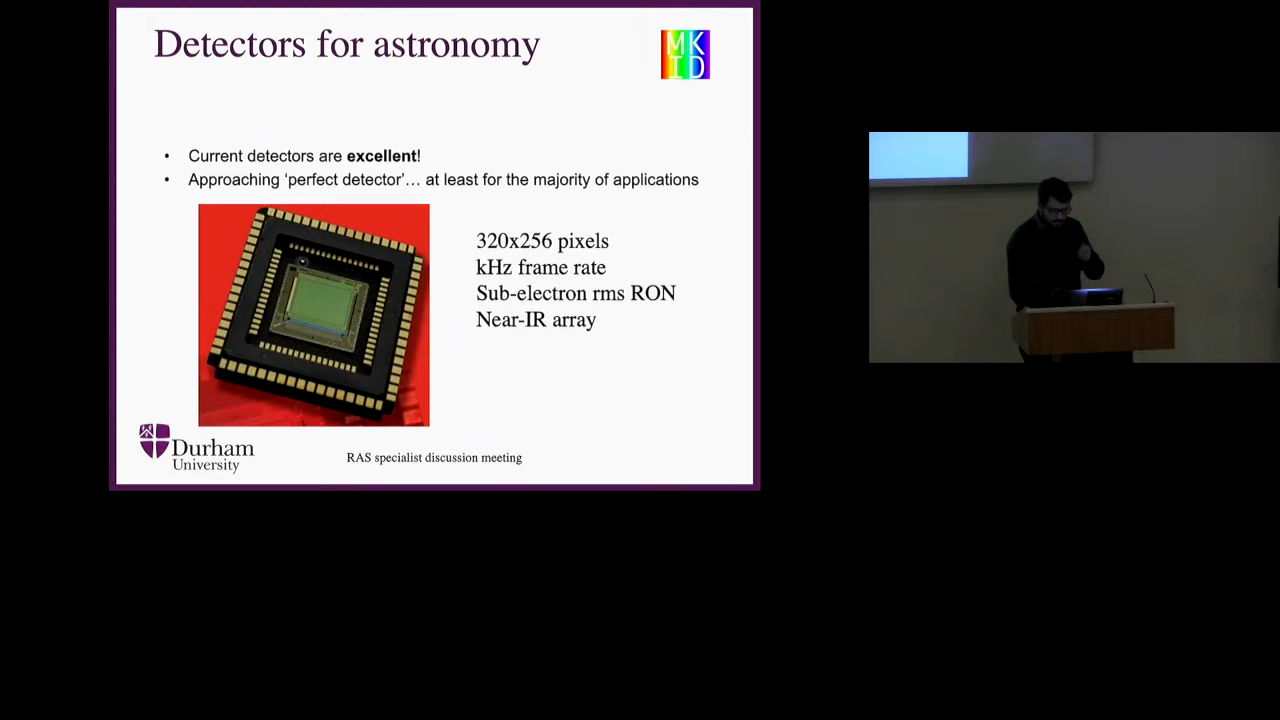 Detectors for astronomy
MK
ID
• Current detectors are excellent!
• Approaching ‘perfect detector’… at least for the majority of applications
320x256 pixels
kHz frame rate
Sub-electron rms RON
Near-IR array
Durham
University
RAS specialist discussion meeting